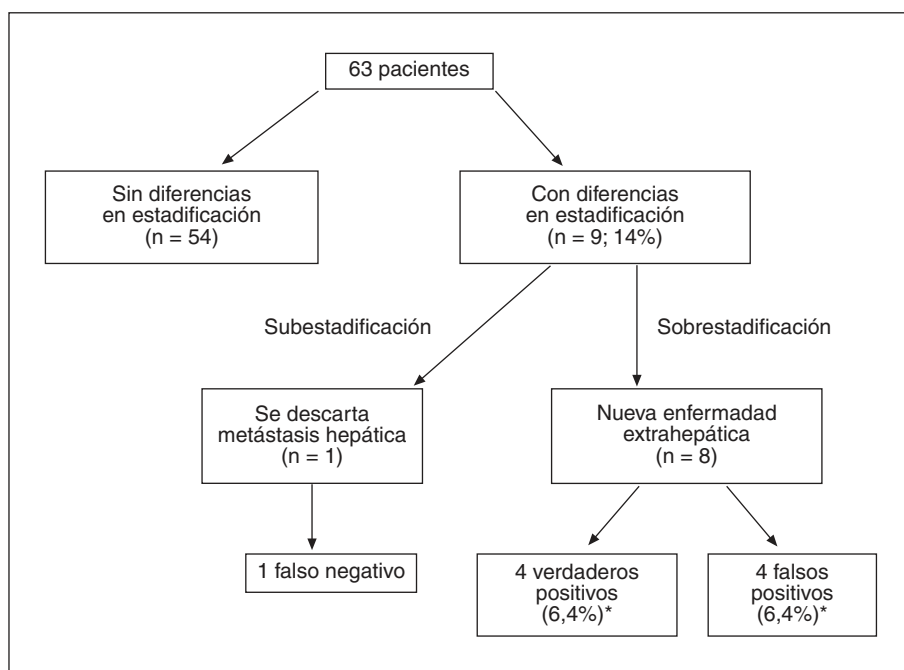 63 pacientes
Sin diferencias
en estadificación
(n = 54)
Con diferencias
en estadificación
(n = 9; 14%)
Subestadificación
Sobrestadificación
Se descarta
metástasis hepática
(n = 1)
Nueva enfermadad
extrahepática
(n = 8)
1 falso negativo
4 verdaderos
positivos
(6,4%)*
4 falsos
positivos
(6,4%)*